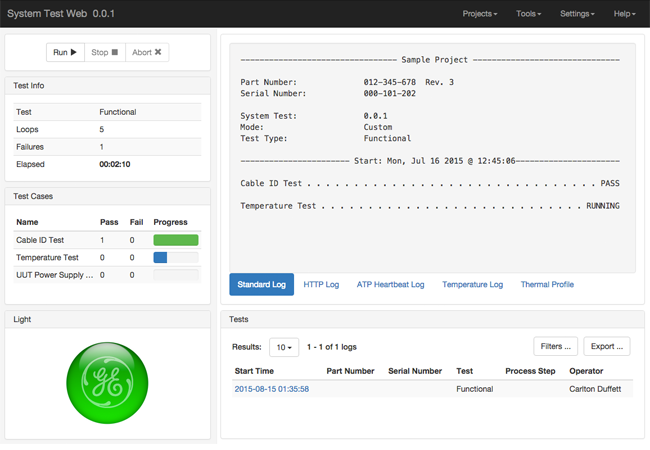 System Test Web 0.0.1
Projects Tools Settings Help
Run Stop Abort
Test Info
Test Functional
Loops 5
Failures 1
Elapsed 00:02:10
Test Cases
Name Pass Fail Progress
Cable ID Test 1 0
Temperature Test 0 0
UUT Power Supply ... 0 0
Light
GE
-------------------------------- Sample Project ------------------------------
Part Number: 012-345-678 Rev. 3
Serial Number: 000-101-202
System Test: 0.0.1
Mode: Custom
Test Type: Functional
---------------------- Start: Mon, Jul 16 2015 @ 12:45:06---------------------
Cable ID Test . . . . . . . . . . . . . . . . . . . . . . . . . . . . . . . PASS
Temperature Test . . . . . . . . . . . . . . . . . . . . . . . . . . . . RUNNING
Standard Log HTTP Log ATP Heartbeat Log Temperature Log Thermal Profile
Tests
Results: 10 1 - 1 of 1 logs Filters ... Export ...
Start Time Part Number Serial Number Test Process Step Operator
2015-08-15 01:35:58 Functional Carlton Duffett